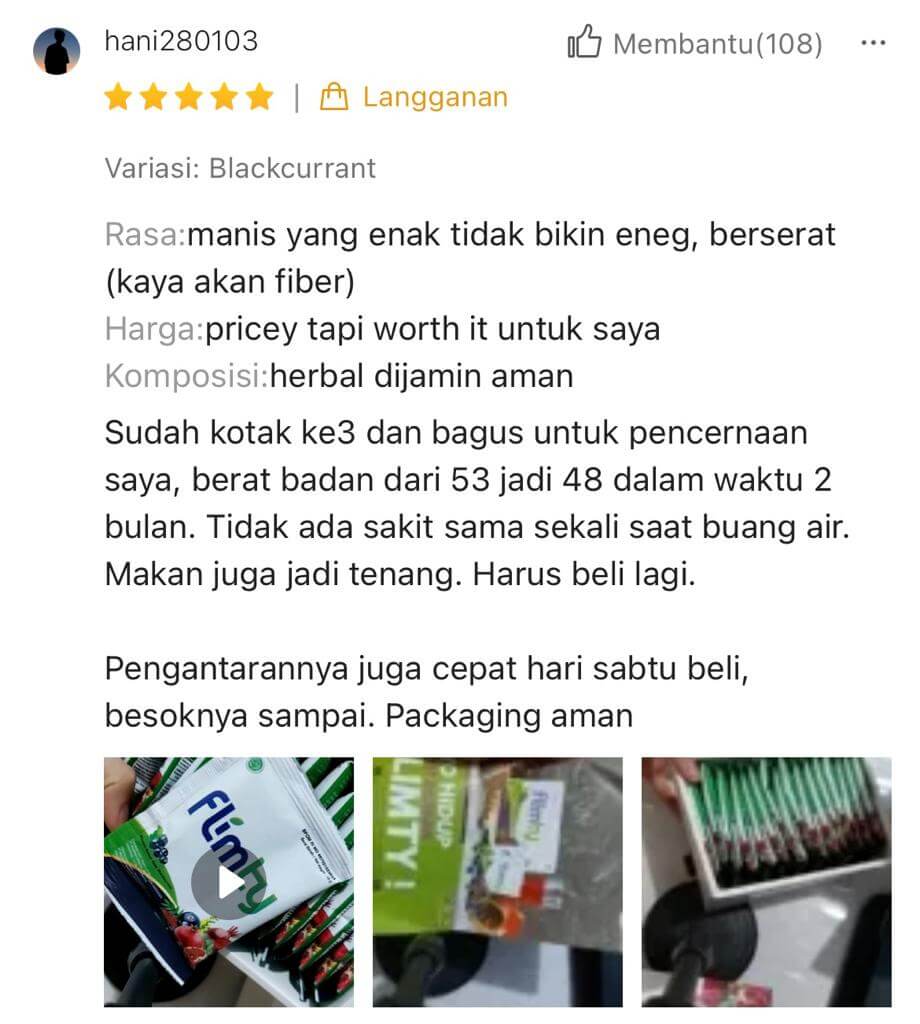 hani280103
Membantu(108)
Langganan
Variasi: Blackcurrant
Rasa:manis yang enak tidak bikin eneg, berserat
(kaya akan fiber)
Harga:pricey tapi worth it untuk saya
Komposisi:herbal dijamin aman
Sudah kotak ke3 dan bagus untuk pencernaan
saya, berat badan dari 53 jadi 48 dalam waktu 2
bulan. Tidak ada sakit sama sekali saat buang air.
Makan juga jadi tenang. Harus beli lagi.
Pengantarannya juga cepat hari sabtu beli,
besoknya sampai. Packaging aman
Flimty
HIDUP
LIMTY!
Flimty